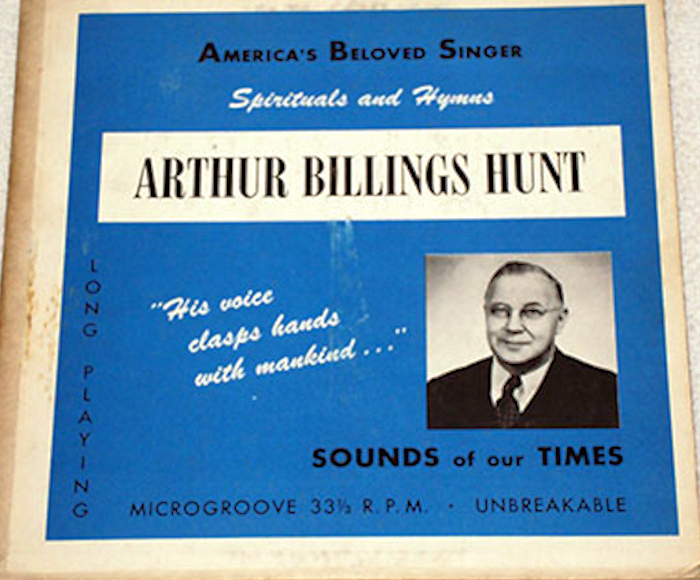 AMERICA'S BELOVED SINGER
Spirituals and Hymns
ARTHUR BILLINGS HUNT
"His voice
clasps hands
with mankind..."
LONG PLAYING
SOUNDS of our TIMES
MICROGROOVE 33⅓ R.P.M. · UNBREAKABLE